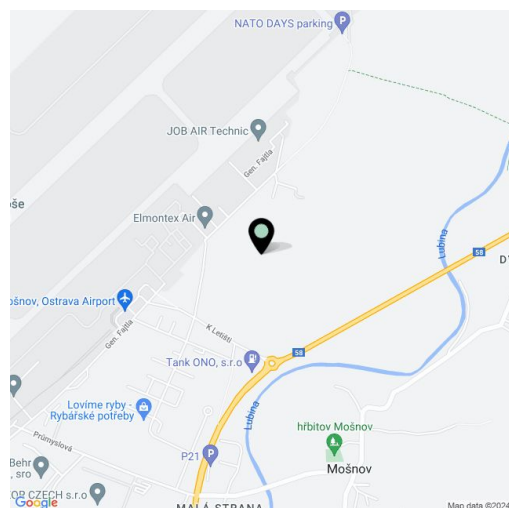 NATO DAYS parking
P
JOB AIR Technic
Gen. Fajtla
oše
Elmontex Air
Lubina
58
D'
ošnov, Ostrava Airport
K Letišti
Gen. Fajtla
58
Tank ONO, s.r.o
Lovíme ryby -
Rybářské potřeby
Lubina
hřbitov Mošnov
Průmyslová
P21
P
Behr
, sro
Mošnov
OR CZECH s.r.o
MALÁ STRANA
Google
Map data ©2024